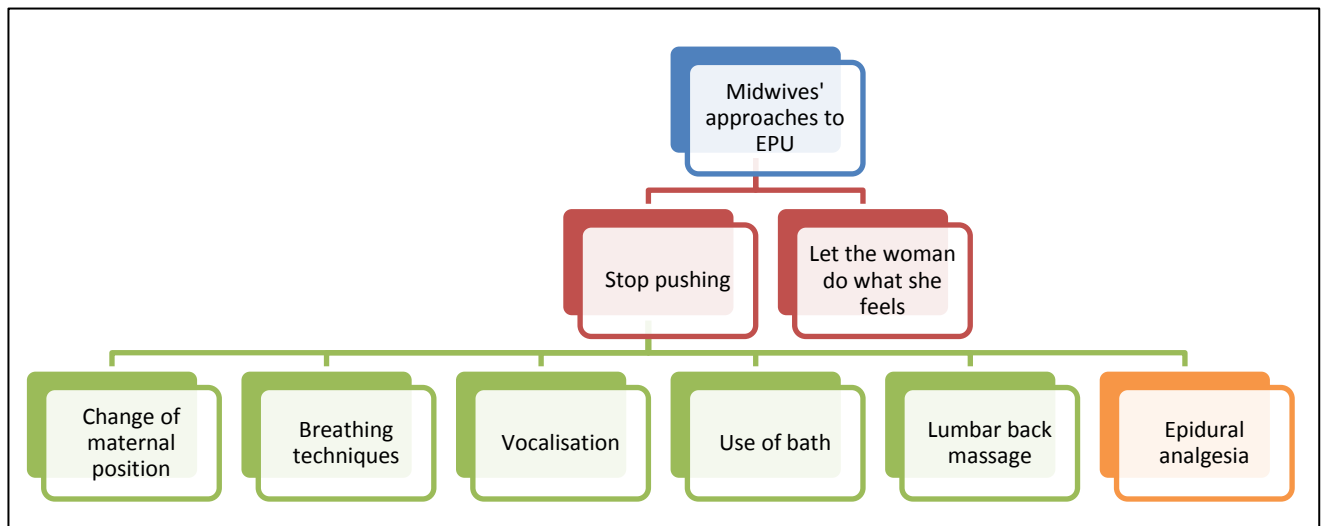 Midwives'
approaches to
EPU
Stop pushing
Let the woman
do what she
feels
Change of
maternal
position
Breathing
techniques
Vocalisation
Use of bath
Lumbar back
massage
Epidural
analgesia